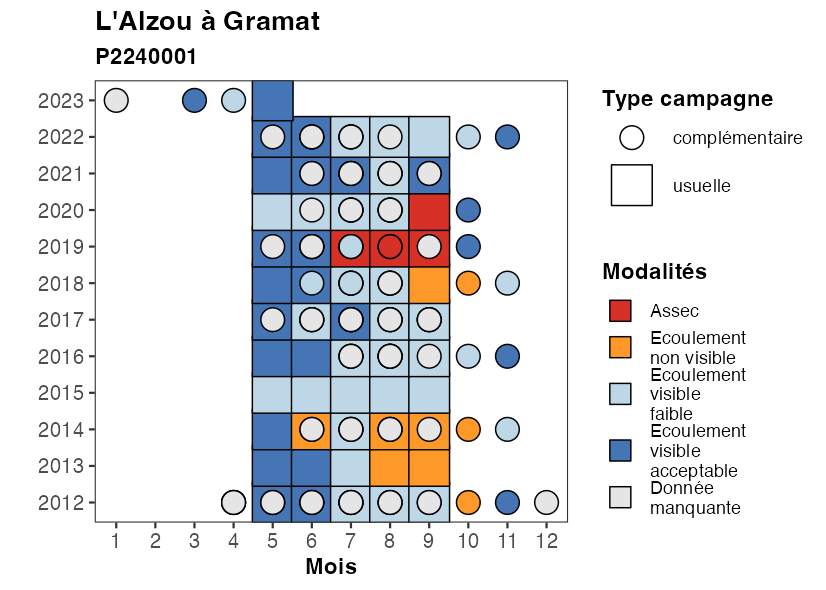 L'Alzou à Gramat
P2240001
2023
2022
2021
2020
2019
2018
2017
2016
2015
2014
2013
2012
1 2 3 4 5 6 7 8 9 10 11 12
Mois
Type campagne
complémentaire
usuelle
Modalités
Assec
Ecoulement
non visible
Ecoulement
visible
faible
Ecoulement
visible
acceptable
Donnée
manquante